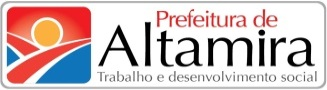 Prefeitura de
Altamira
Trabalho e desenvolvimento social